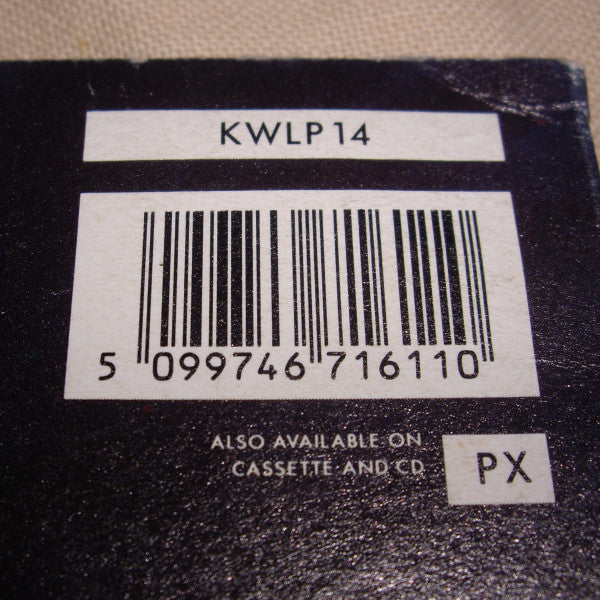 KWLP 14
5 099746 716110
ALSO AVAILABLE ON
CASSETTE AND CD
PX